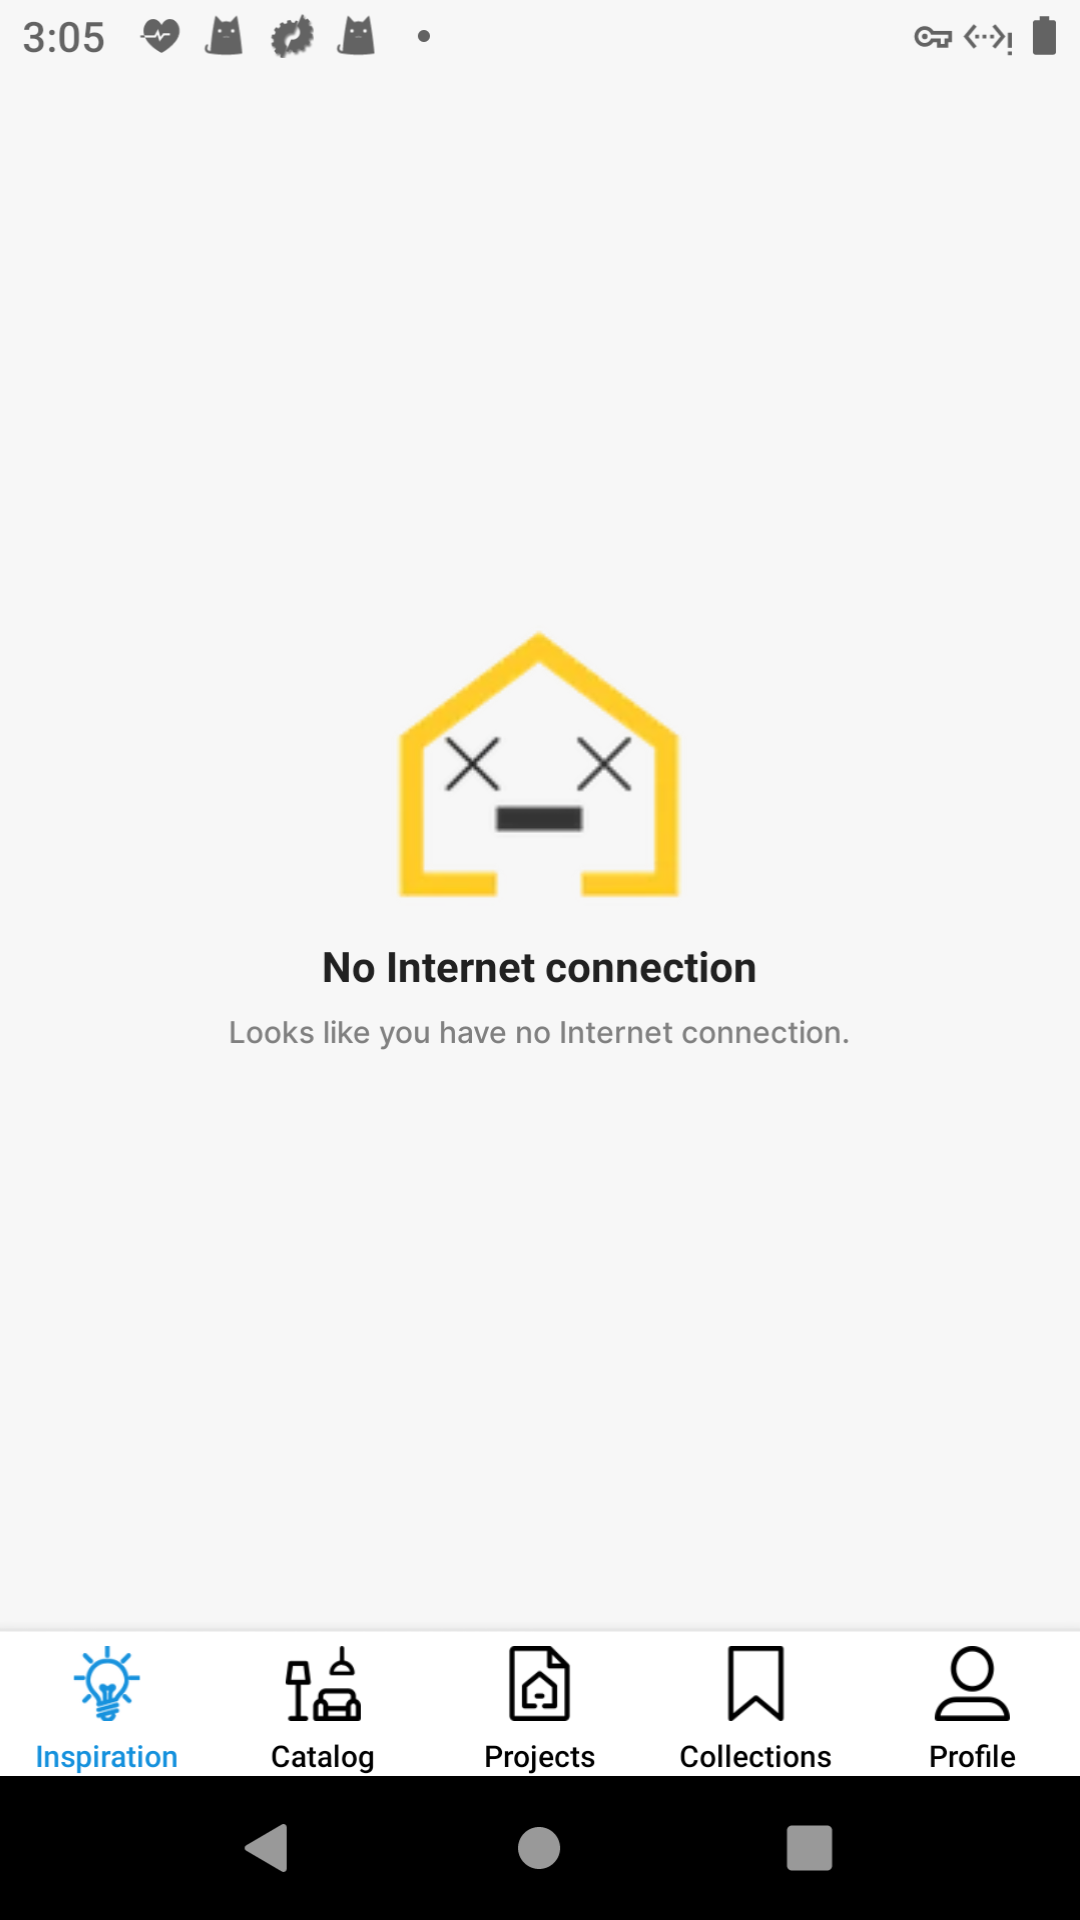 3:05
No Internet connection
Looks like you have no Internet connection.
Inspiration
Catalog
Projects
Collections
Profile